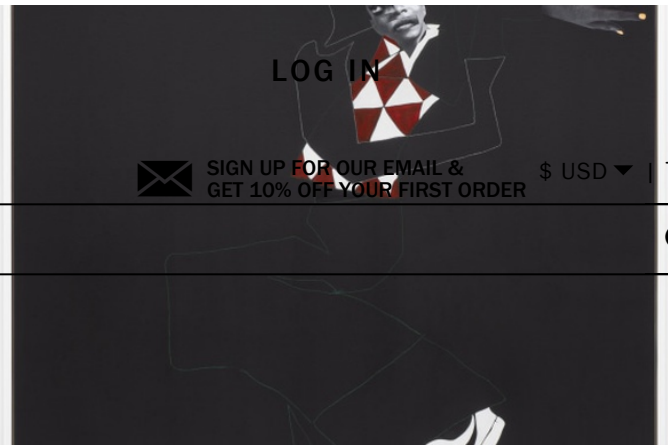 LOG IN
SIGN UP FOR OUR EMAIL &
GET 10% OFF YOUR FIRST ORDER
$ USD |